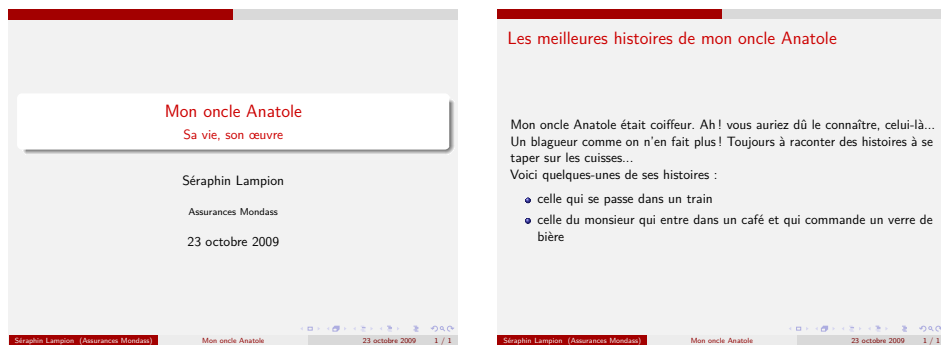 Mon oncle Anatole
Sa vie, son œuvre
Séraphin Lampion
Assurances Mondass
23 octobre 2009
Séraphin Lampion (Assurances Mondass) Mon oncle Anatole 23 octobre 2009 1 / 1
Les meilleures histoires de mon oncle Anatole
Mon oncle Anatole était coiffeur. Ah ! vous auriez dû le connaître, celui-là...
Un blagueur comme on n'en fait plus ! Toujours à raconter des histoires à se
taper sur les cuisses...
Voici quelques-unes de ses histoires :
celle qui se passe dans un train
celle du monsieur qui entre dans un café et qui commande un verre de
bière
Séraphin Lampion (Assurances Mondass) Mon oncle Anatole 23 octobre 2009 1 / 1